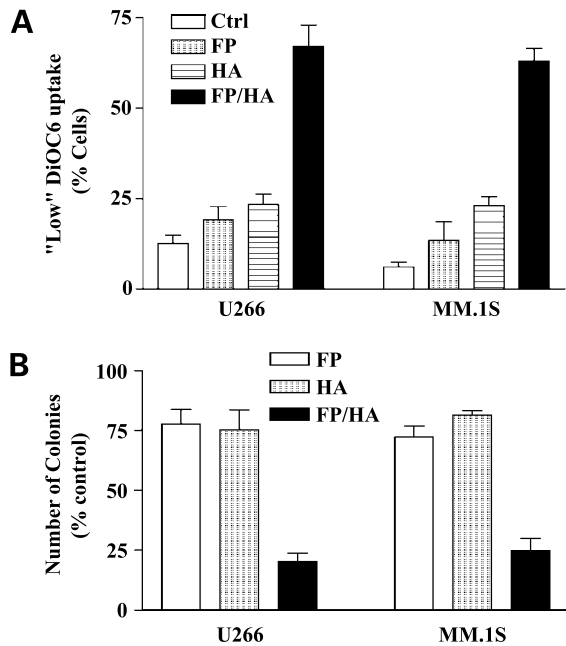 A
75
50
25
0
"Low" DiOC6 uptake
(% Cells)
Ctrl
FP
HA
FP/HA
U266
MM.1S
B
100
75
50
25
0
Number of Colonies
(% control)
FP
HA
FP/HA
U266
MM.1S